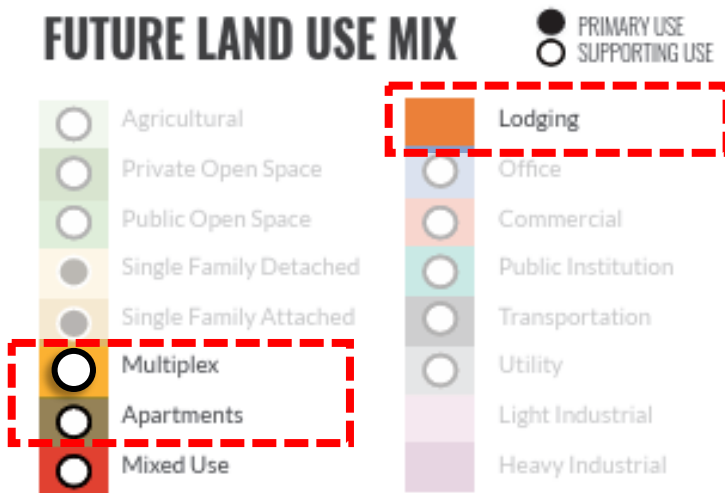 FUTURE LAND USE MIX
PRIMARY USE
SUPPORTING USE
Agricultural
Private Open Space
Public Open Space
Single Family Detached
Single Family Attached
Multiplex
Apartments
Mixed Use
Lodging
Office
Commercial
Public Institution
Transportation
Utility
Light Industrial
Heavy Industrial